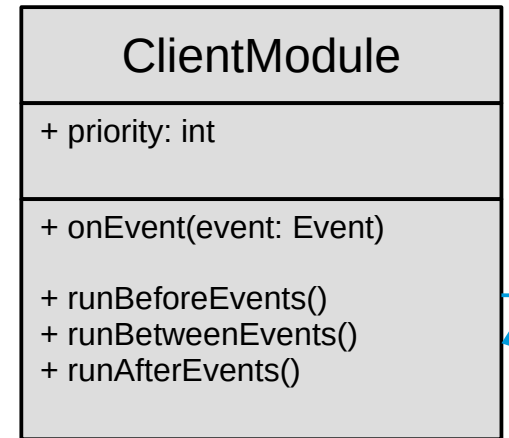 ClientModule
+ priority: int
+ onEvent(event: Event)
+ runBeforeEvents()
+ runBetweenEvents()
+ runAfterEvents()